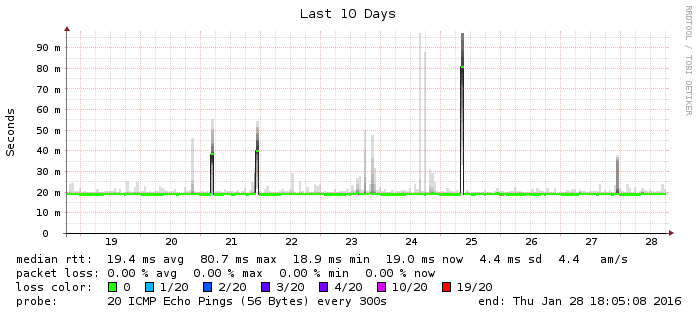 Last 10 Days
RRDTOOL / TOBI OETIKER
Seconds
90 m
80 m
70 m
60 m
50 m
40 m
30 m
20 m
10 m
0
19 20 21 22 23 24 25 26 27 28
median rtt: 19.4 ms avg 80.7 ms max 18.9 ms min 19.0 ms now 4.4 ms sd 4.4 am/s
packet loss: 0.00 % avg 0.00 % max 0.00 % min 0.00 % now
loss color: 0 1/20 2/20 3/20 4/20 10/20 19/20
probe: 20 ICMP Echo Pings (56 Bytes) every 300s end: Thu Jan 28 18:05:08 2016